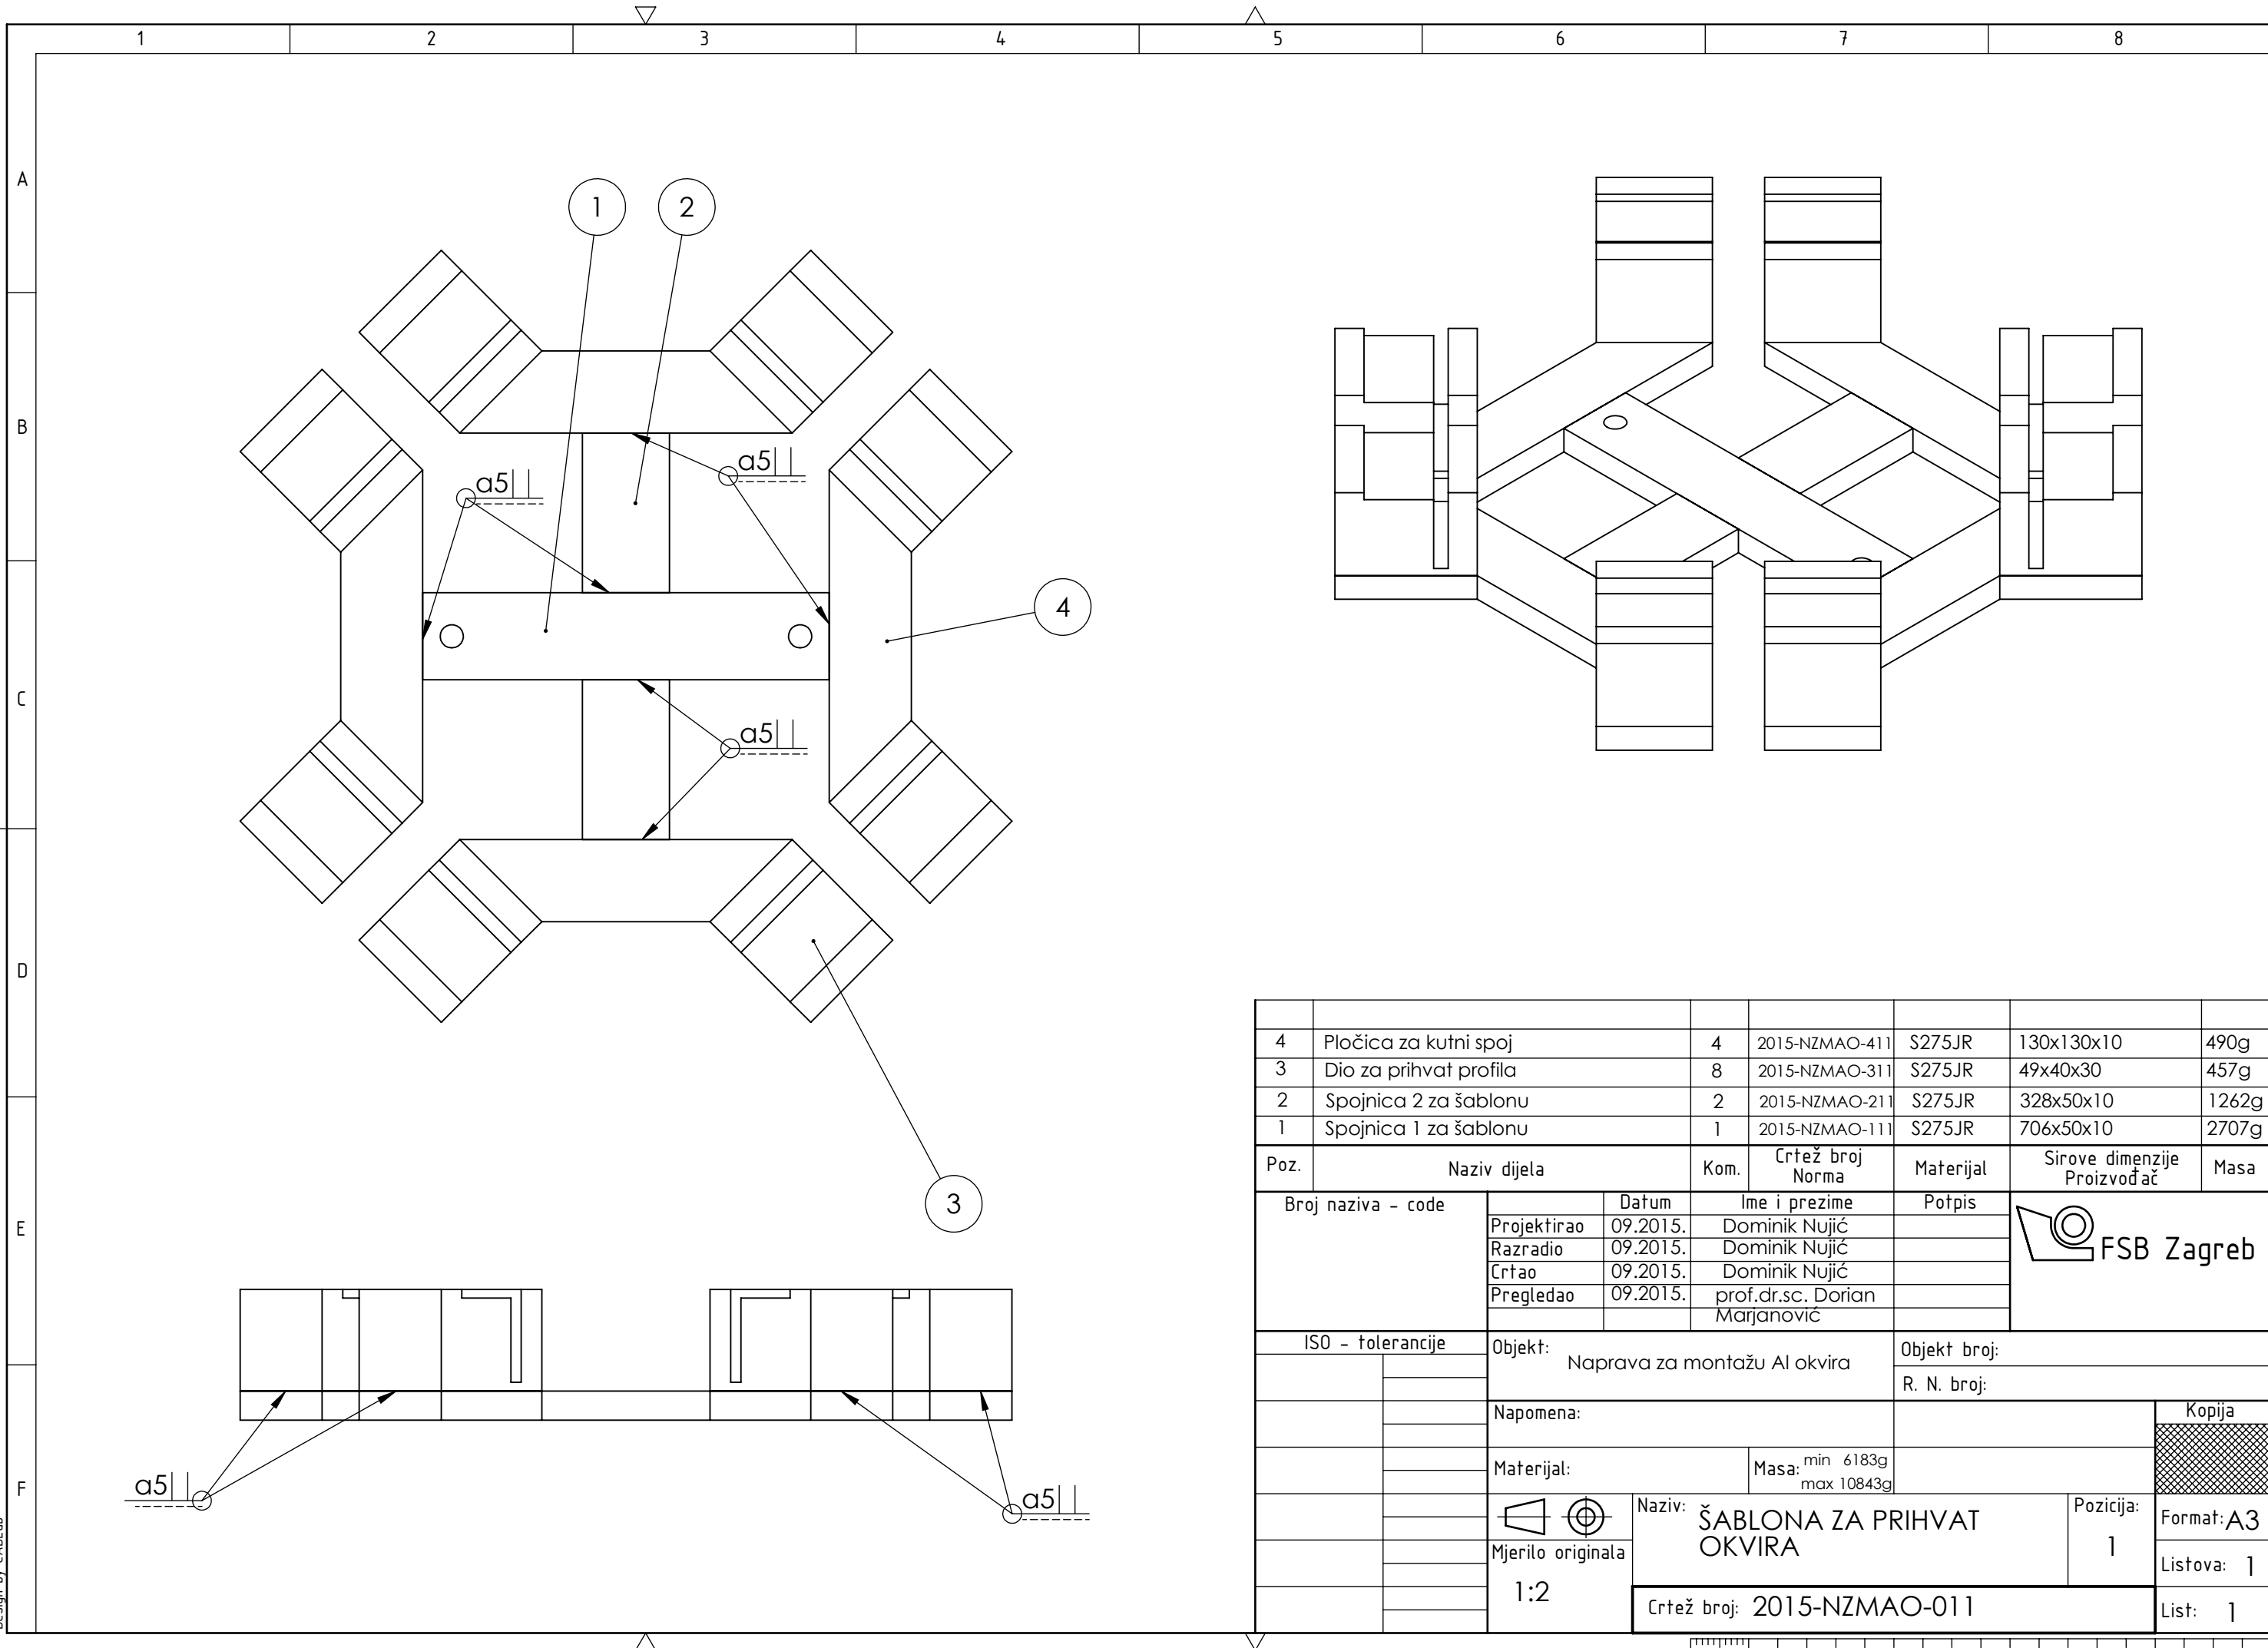 1 2 3 4 5 6 7 8
A
B
C
D
E
F
1
2
a5
a5
4
a5
3
a5
a5
4 Pločica za kutni spoj 4 2015-NZMAO-411 S275JR 130x130x10 490g
3 Dio za prihvat profila 8 2015-NZMAO-311 S275JR 49x40x30 457g
2 Spojnica 2 za šablonu 2 2015-NZMAO-211 S275JR 328x50x10 1262g
1 Spojnica 1 za šablonu 1 2015-NZMAO-111 S275JR 706x50x10 2707g
Poz. Naziv dijela Kom. Crtež broj Norma Materijal Sirove dimenzije Proizvođač Masa
Broj naziva - code
Datum Ime i prezime Potpis
Projektirao 09.2015. Dominik Nujić
Razradio 09.2015. Dominik Nujić
Crtao 09.2015. Dominik Nujić
Pregledao 09.2015. prof.dr.sc. Dorian
Marjanović
FSB Zagreb
ISO - tolerancije
Objekt: Naprava za montažu Al okvira
Objekt broj:
R. N. broj:
Napomena:
Kopija
Materijal:
Masa: min 6183g
max 10843g
Naziv: ŠABLONA ZA PRIHVAT
OKVIRA
Pozicija:
1
Format: A3
Mjerilo originala
1:2
Listova: 1
Crtež broj: 2015-NZMAO-011
List: 1